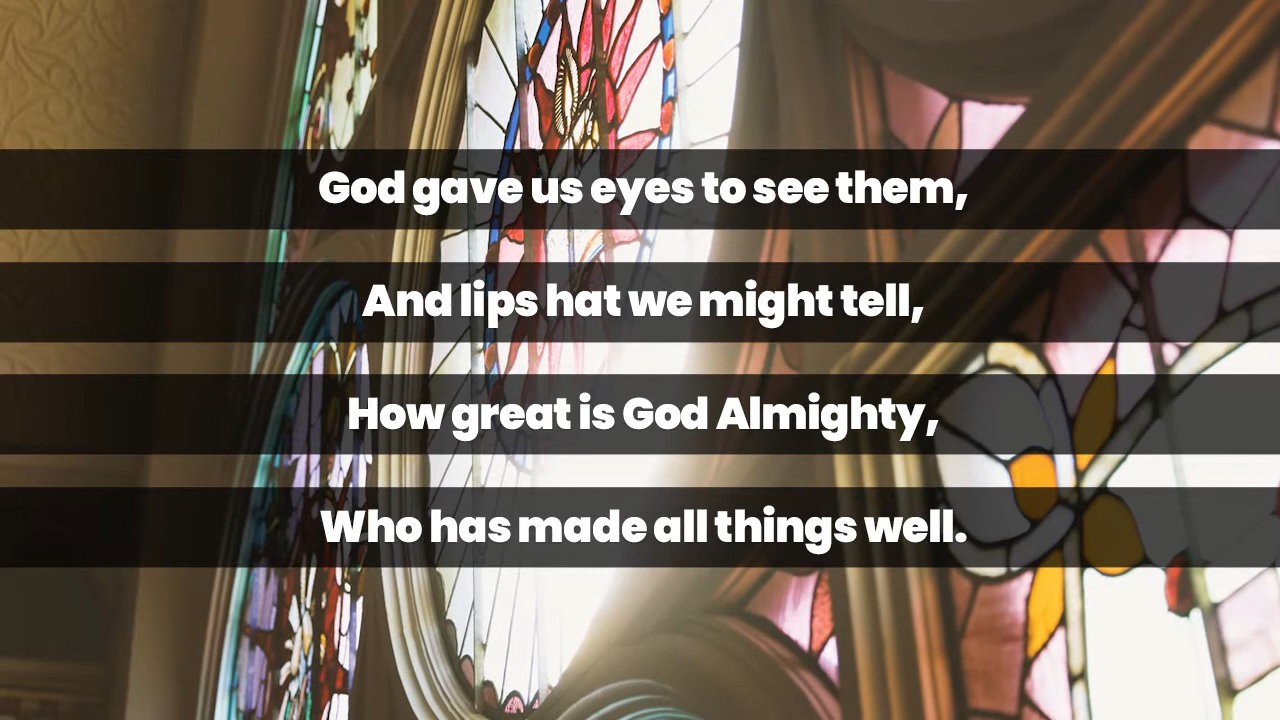 God gave us eyes to see them,
And lips hat we might tell,
How great is God Almighty,
Who has made all things well.